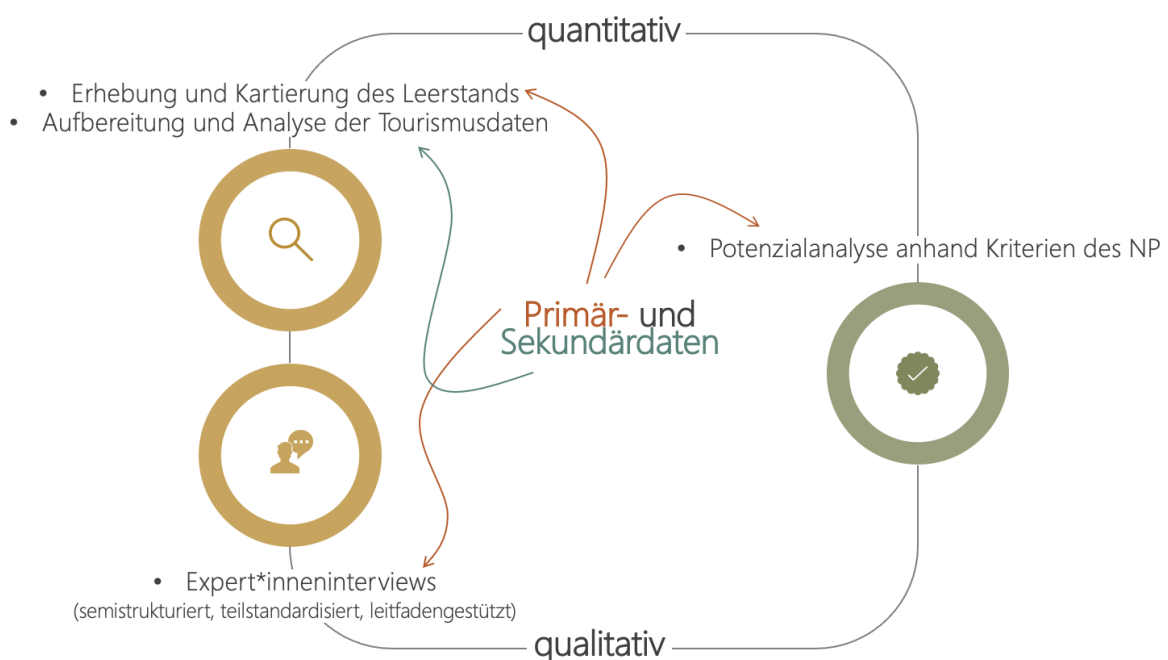 quantitativ
• Erhebung und Kartierung des Leerstands
• Aufbereitung und Analyse der Tourismusdaten
• Potenzialanalyse anhand Kriterien des NP
Primär- und
Sekundärdaten
• Expert*inneninterviews
(semistrukturiert, teilstandardisiert, leitfadengestützt)
qualitativ